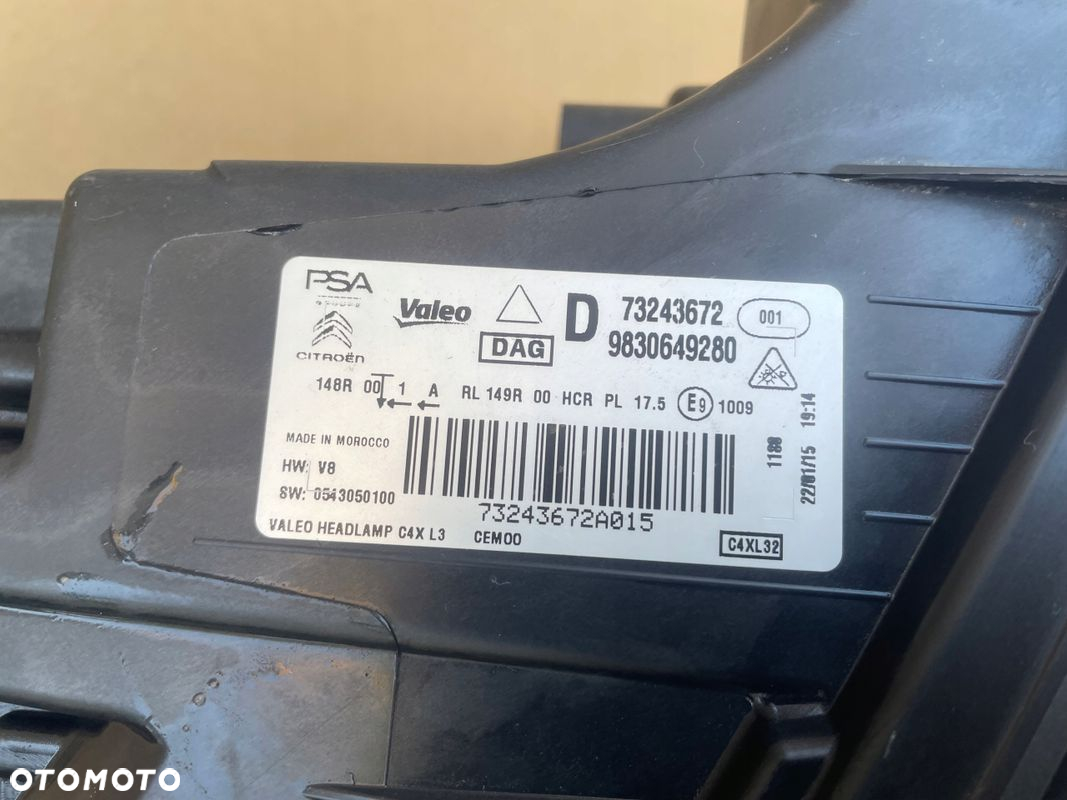 PSA
CITROËN
Valeo
DAG
D
73243672
9830649280
001
148R 00 1 A RL 149R 00 HCR PL 17.5 E9 1009
MADE IN MOROCCO
HW: V8
SW: 0543050100
73243672A015
VALEO HEADLAMP C4X L3 CEM00
C4XL32
1188
22/01/15 19:14
OTOMOTO